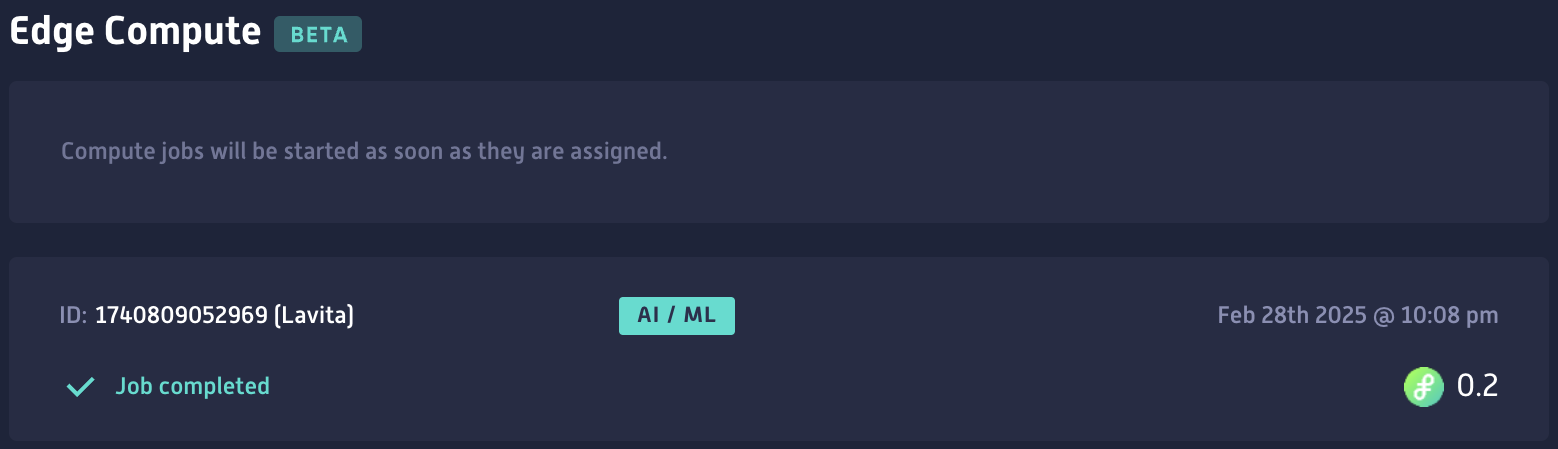 Edge Compute BETA
Compute jobs will be started as soon as they are assigned.
ID: 1740809052969 (Lavita) AI / ML Feb 28th 2025 @ 10:08 pm
Job completed 0.2